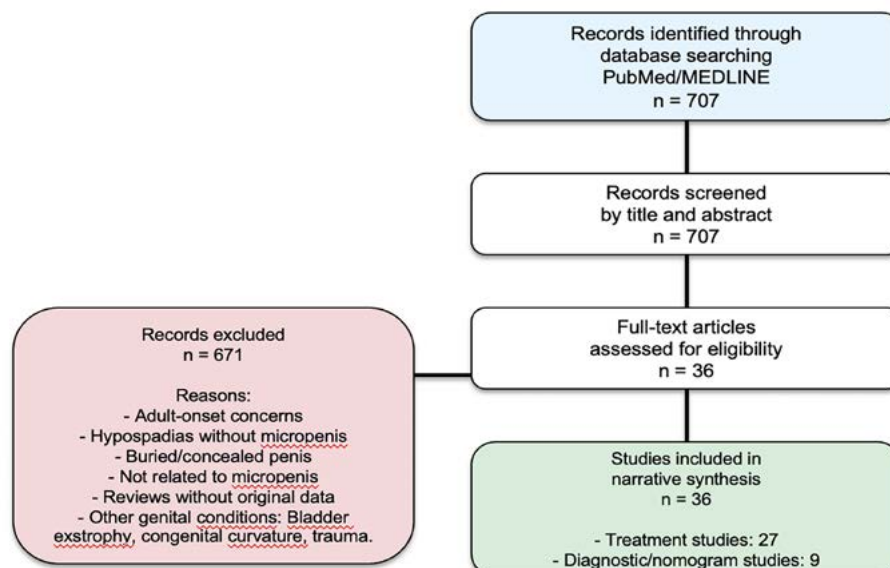 Records identified through
database searching
PubMed/MEDLINE
n = 707
Records screened
by title and abstract
n = 707
Full-text articles
assessed for eligibility
n = 36
Records excluded
n = 671
Reasons:
- Adult-onset concerns
- Hypospadias without micropenis
- Buried/concealed penis
- Not related to micropenis
- Reviews without original data
- Other genital conditions: Bladder
exstrophy, congenital curvature, trauma.
Studies included in
narrative synthesis
n = 36
- Treatment studies: 27
- Diagnostic/nomogram studies: 9